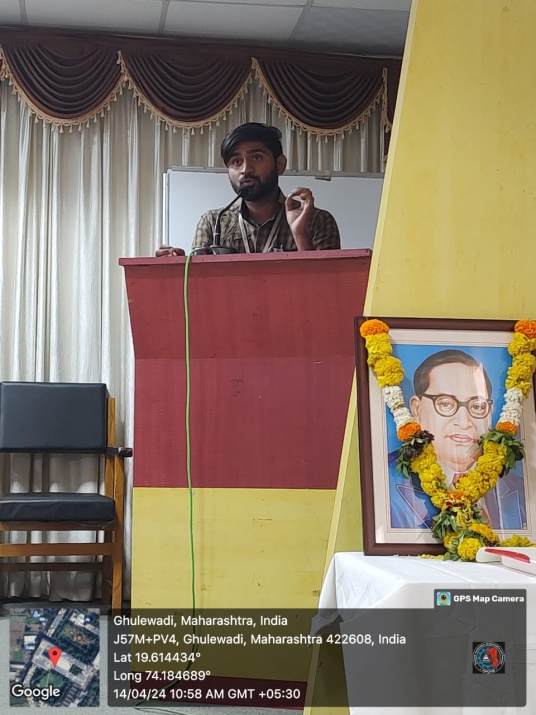 GPS Map Camera
Ghulewadi, Maharashtra, India
J57M+PV4, Ghulewadi, Maharashtra 422608, India
Lat 19.614434°
Long 74.184689°
14/04/24 10:58 AM GMT +05:30
Google